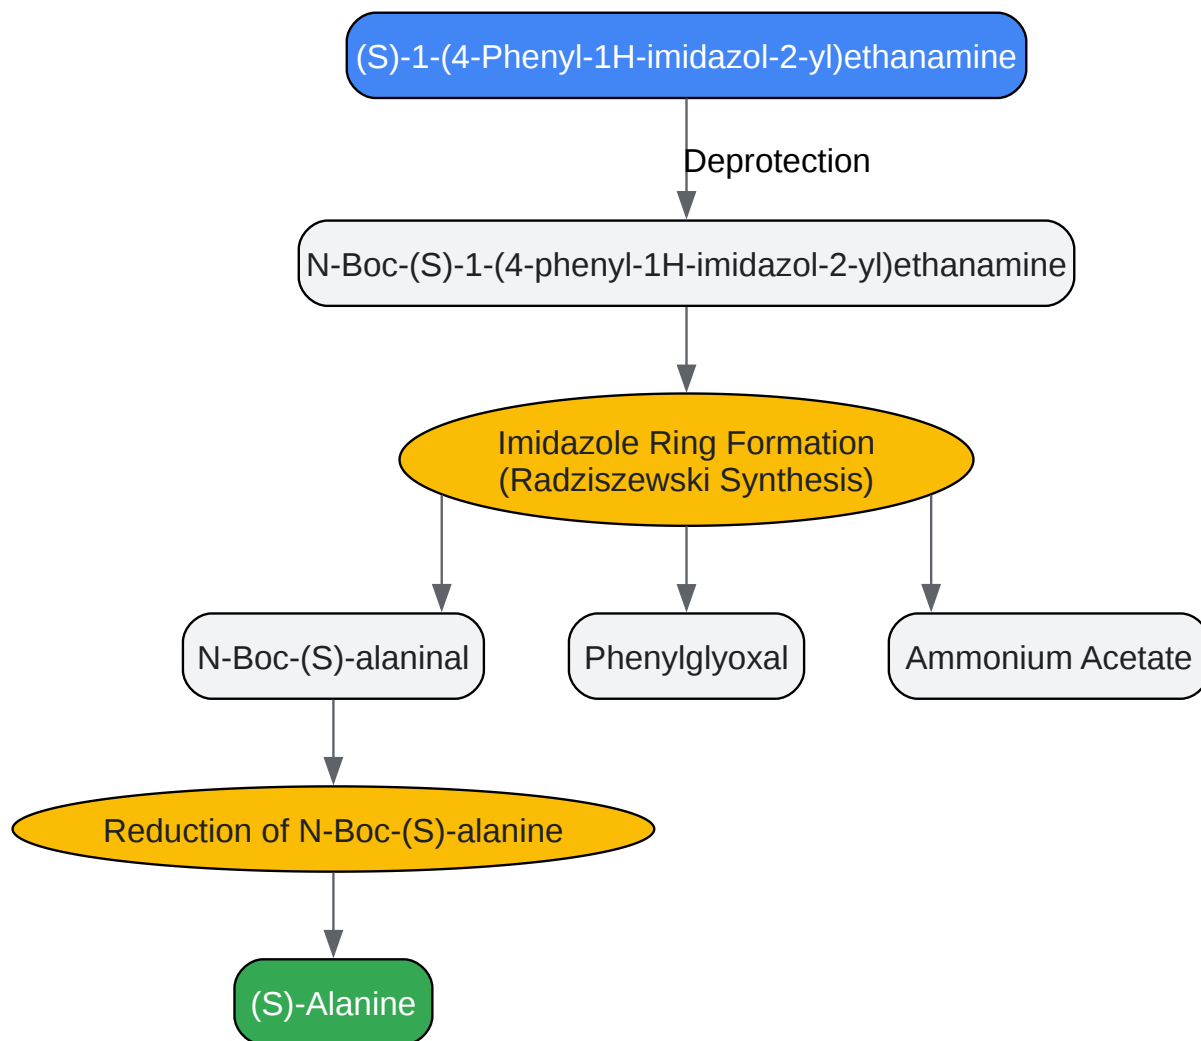 (S)-1-(4-Phenyl-1H-imidazol-2-yl)ethanamine
Deprotection
N-Boc-(S)-1-(4-phenyl-1H-imidazol-2-yl)ethanamine
Imidazole Ring Formation
(Radziszewski Synthesis)
N-Boc-(S)-alaninal
Phenylglyoxal
Ammonium Acetate
Reduction of N-Boc-(S)-alanine
(S)-Alanine